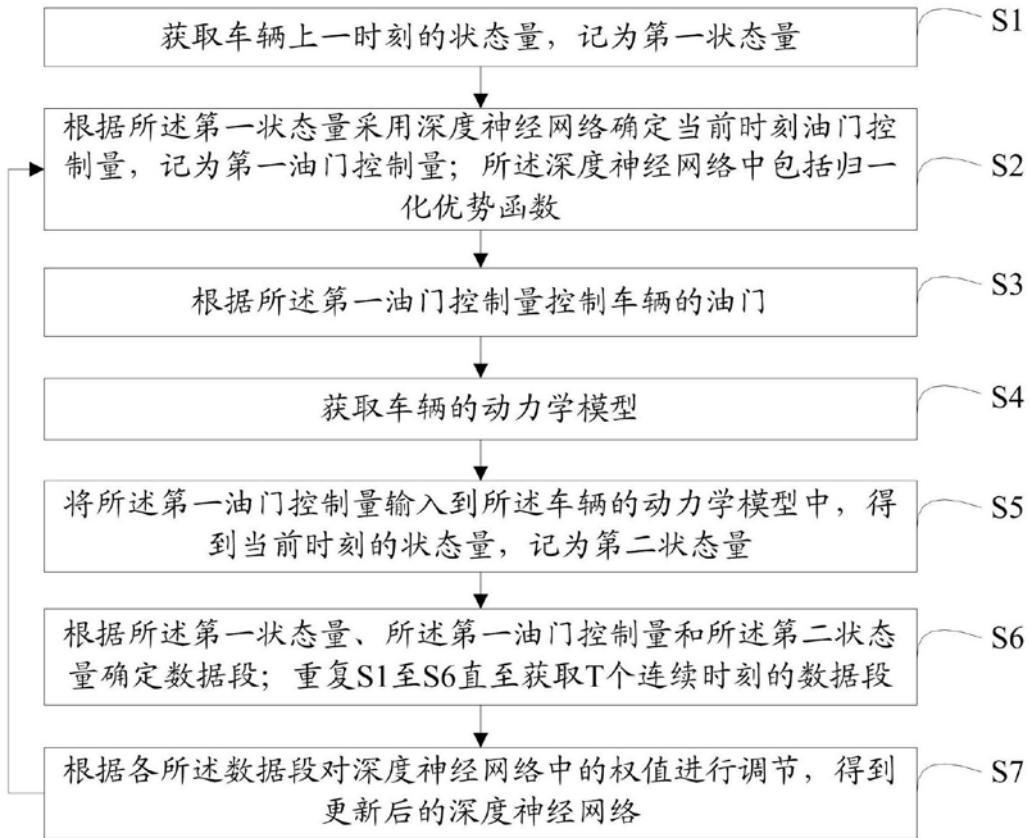 获取车辆上一时刻的状态量，记为第一状态量
S1
根据所述第一状态量采用深度神经网络确定当前时刻油门控
制量，记为第一油门控制量；所述深度神经网络中包括归一
化优势函数
S2
根据所述第一油门控制量控制车辆的油门
S3
获取车辆的动力学模型
S4
将所述第一油门控制量输入到所述车辆的动力学模型中，得
到当前时刻的状态量，记为第二状态量
S5
根据所述第一状态量、所述第一油门控制量和所述第二状态
量确定数据段；重复S1至S6直至获取T个连续时刻的数据段
S6
根据各所述数据段对深度神经网络中的权值进行调节，得到
更新后的深度神经网络
S7